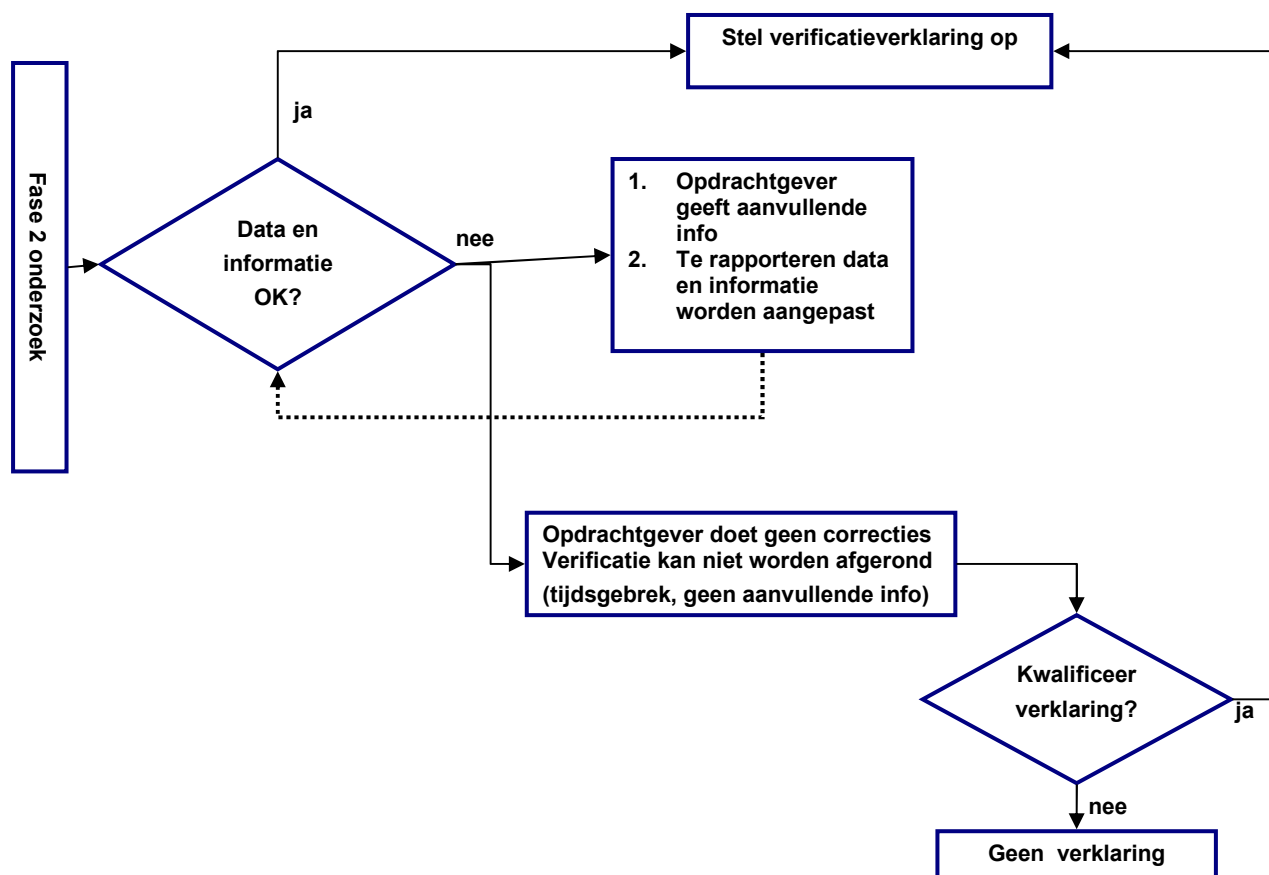 Stel verificatieverklaring op
ja
Fase 2 onderzoek
Data en
informatie
OK?
nee
1. Opdrachtgever
geeft aanvullende
info
2. Te rapporteren data
en informatie
worden aangepast
Opdrachtgever doet geen correcties
Verificatie kan niet worden afgerond
(tijdsgebrek, geen aanvullende info)
Kwalificeer
verklaring?
ja
nee
Geen verklaring